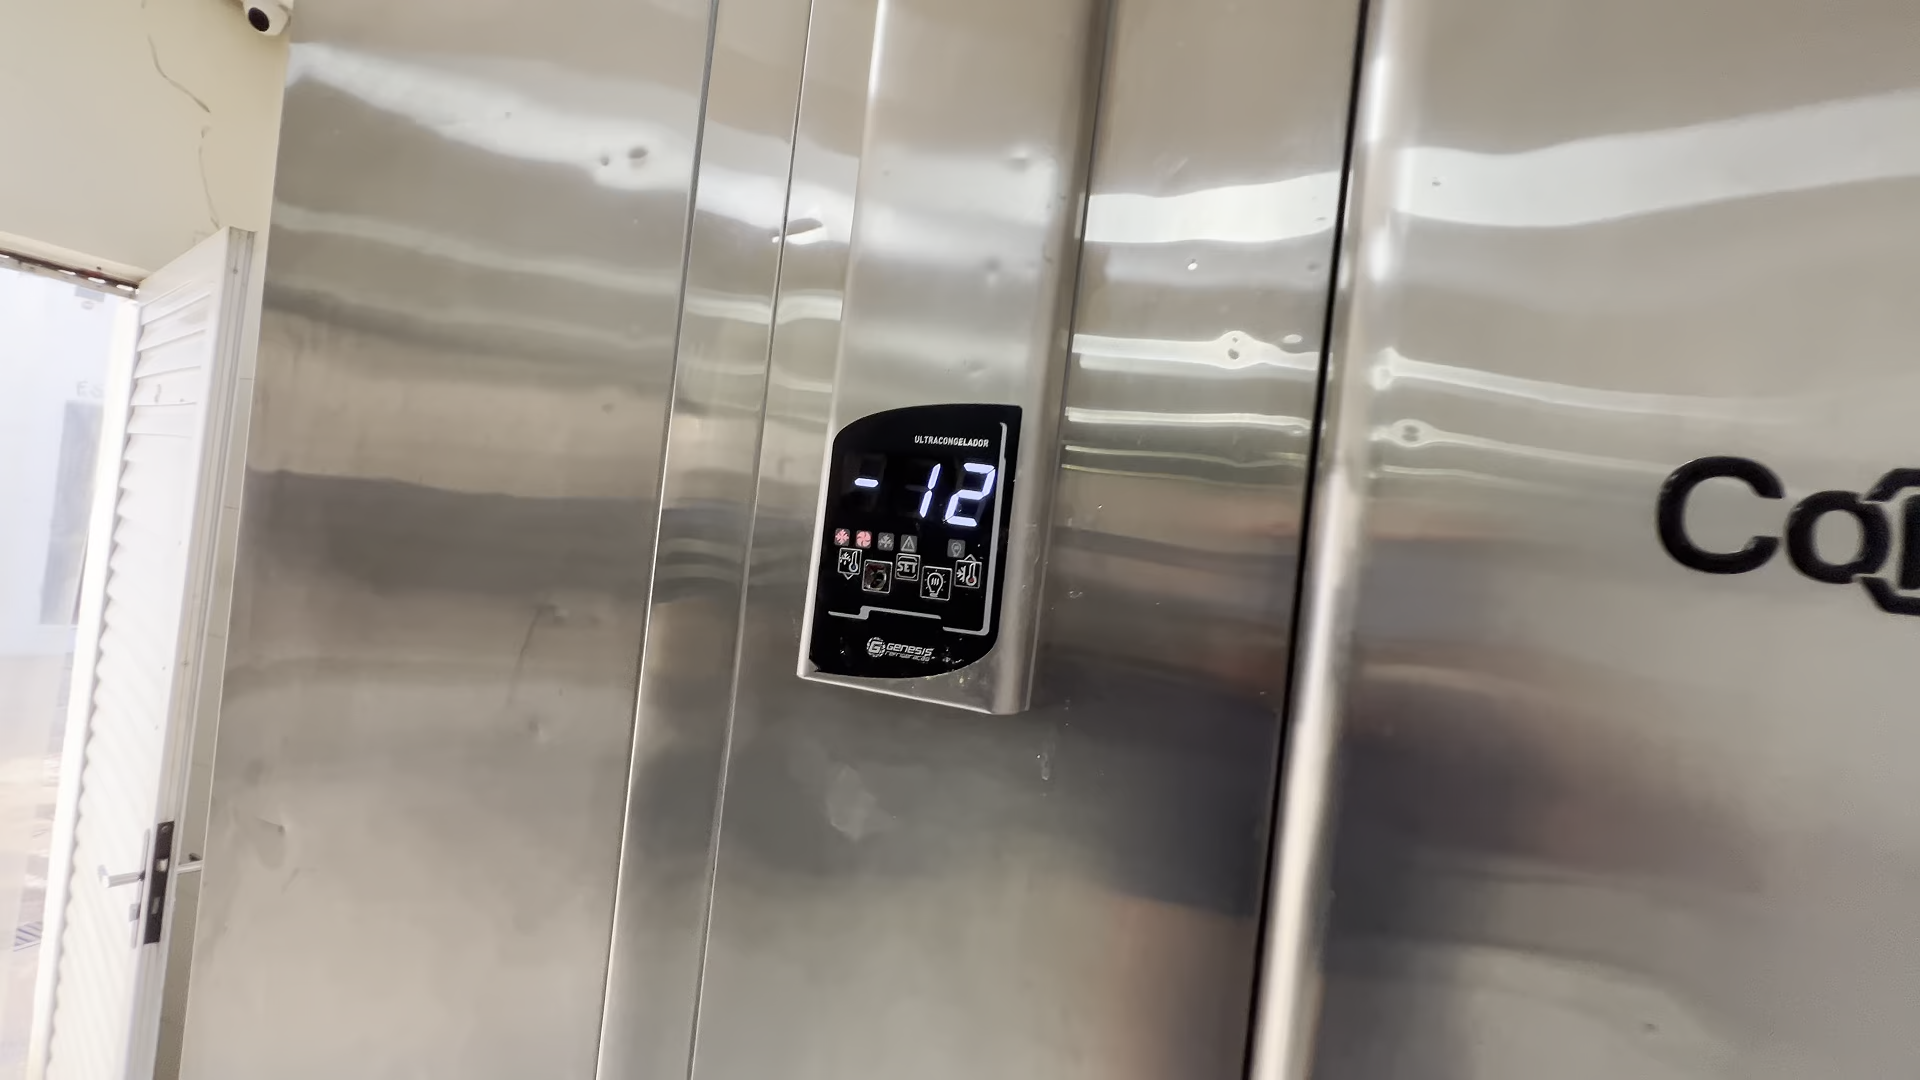 ULTRACONGELADOR
-12
SET
GENESIS
refrigeração
Co